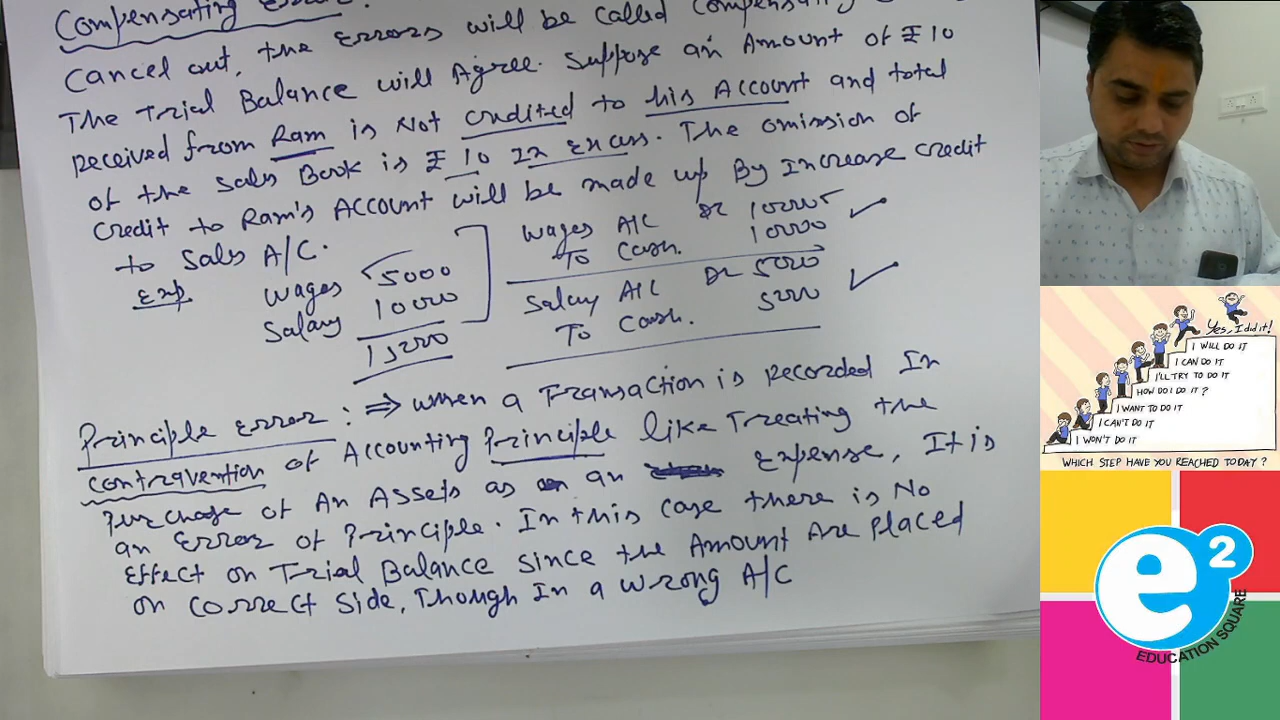 Compensating Error:
Cancel out, the Errors will be called Compensating
The Trial Balance will Agree. Suppose an Amount of ₹10
received from Ram is Not credited to his Account and total
of the Sales Book is ₹ 10 In excess. The omission of
Credit to Ram's Account will be made up By Increase credit
to Sales A/C.
Exp
Wages 5000
Salary 10000
15000
Wages A/C Dr 10000
To Cash. 10000
Salary A/C Dr 5000
To Cash. 5000
Principle Error: ⇒ When a Transaction is Recorded In
contravention of Accounting Principle like Treating the
Purchase of An Assets as an Expense, It is
an Error of Principle. In this case there is No
Effect on Trial Balance since the Amount Are placed
on correct side, Though In a wrong A/C
Yes, I did it!
I WILL DO IT
I CAN DO IT
I'LL TRY TO DO IT
HOW DO I DO IT?
I WANT TO DO IT
I CAN'T DO IT
I WON'T DO IT
WHICH STEP HAVE YOU REACHED TODAY?
e2
EDUCATION SQUARE